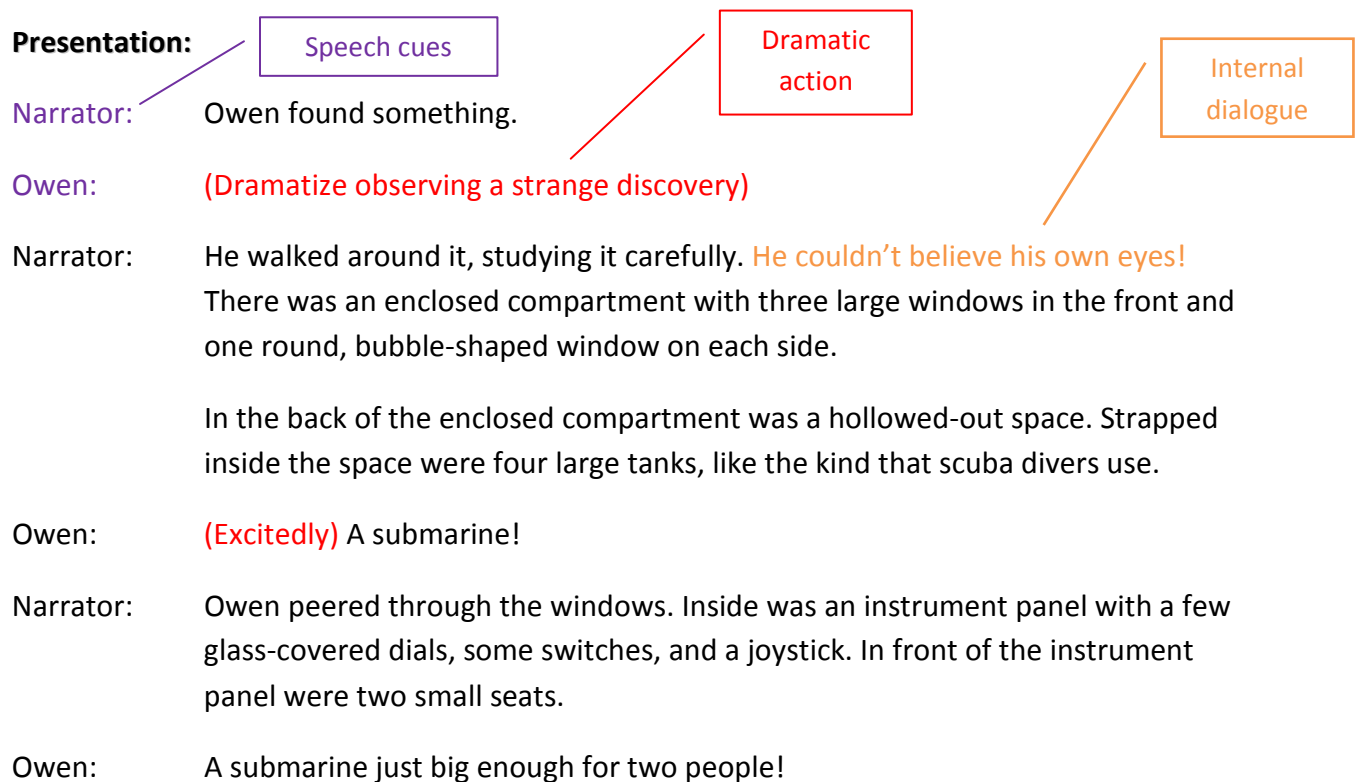 Presentation:
Speech cues
Dramatic
action
Internal
dialogue
Narrator: Owen found something.
Owen: (Dramatize observing a strange discovery)
Narrator: He walked around it, studying it carefully. He couldn’t believe his own eyes!
There was an enclosed compartment with three large windows in the front and
one round, bubble-shaped window on each side.
In the back of the enclosed compartment was a hollowed-out space. Strapped
inside the space were four large tanks, like the kind that scuba divers use.
Owen: (Excitedly) A submarine!
Narrator: Owen peered through the windows. Inside was an instrument panel with a few
glass-covered dials, some switches, and a joystick. In front of the instrument
panel were two small seats.
Owen: A submarine just big enough for two people!